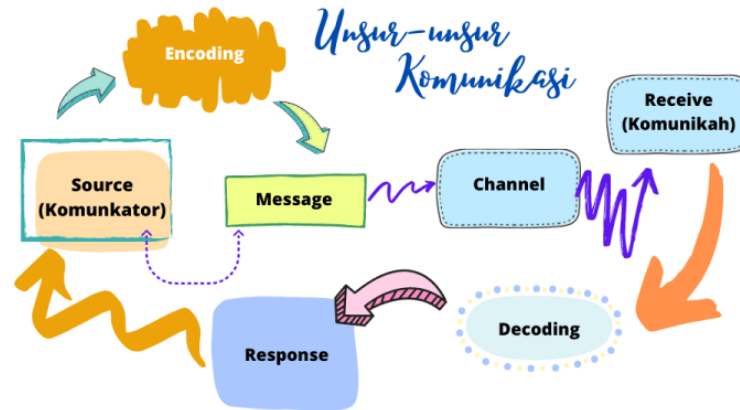 Unsur-unsur
Komunikasi
Encoding
Source
(Komunkator)
Message
Channel
Receive
(Komunikah)
Decoding
Response